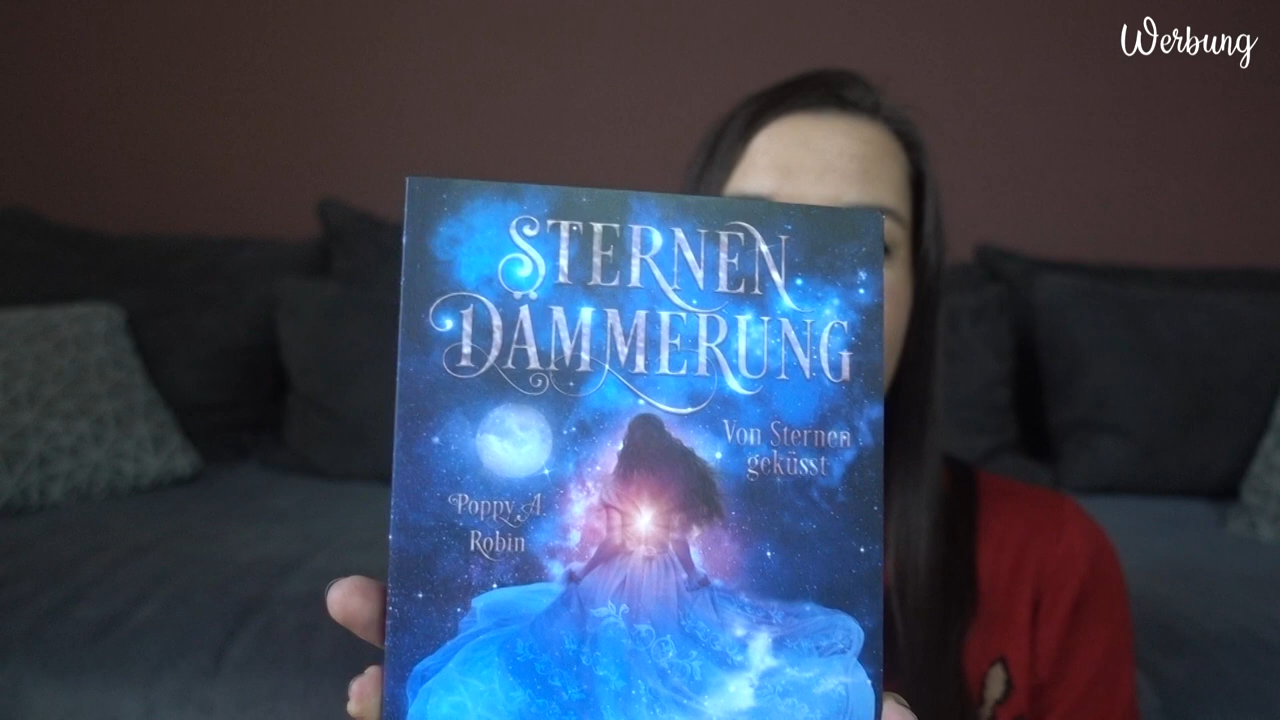 Werbung
STERNEN
DÄMMERUNG
Von Sternen
geküsst
Poppy A.
Robin